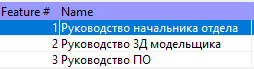 Feature # Name
1 Руководство начальника отдела
2 Руководство 3Д модельщика
3 Руководство ПО